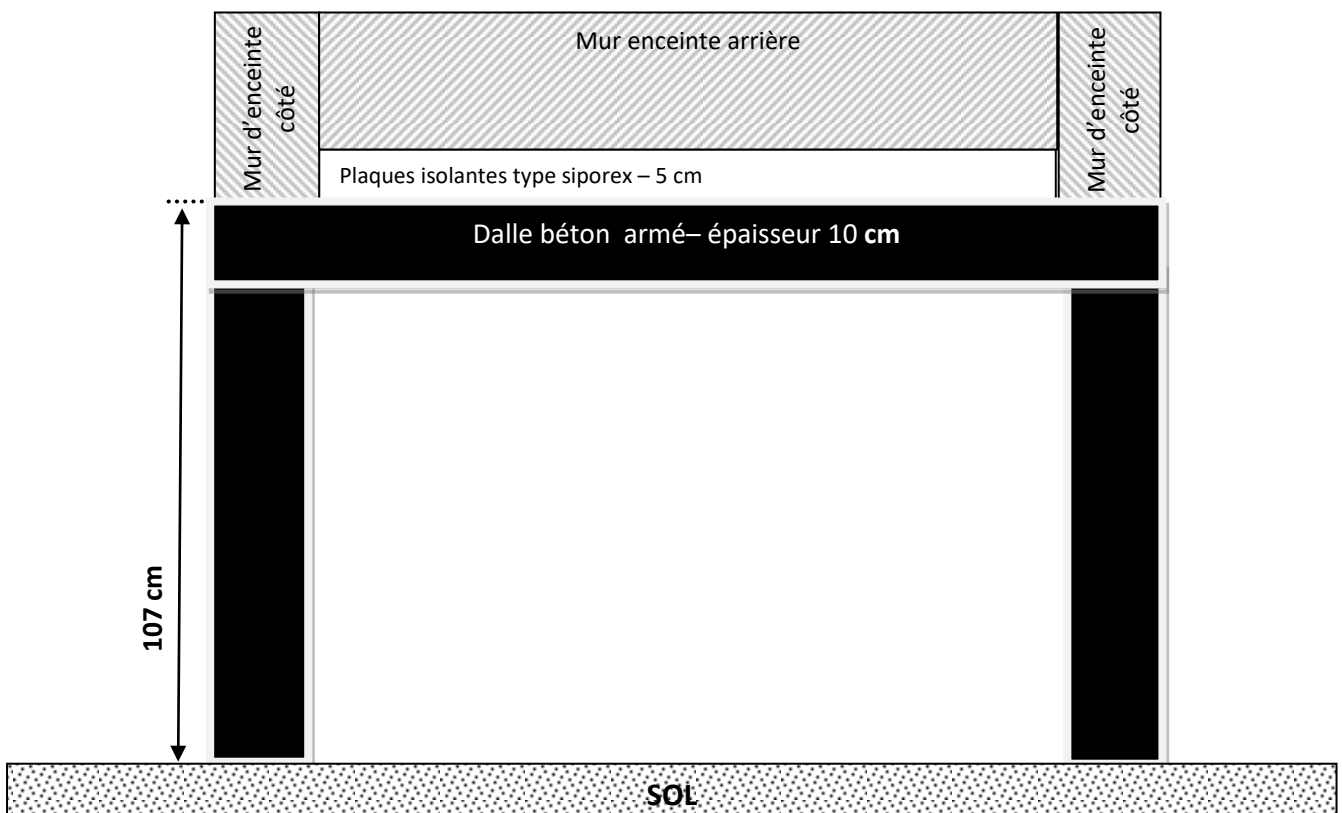 Mur d’enceinte
côté
Mur enceinte arrière
Mur d’enceinte
côté
Plaques isolantes type siporex – 5 cm
Dalle béton  armé– épaisseur 10 cm
107 cm
SOL